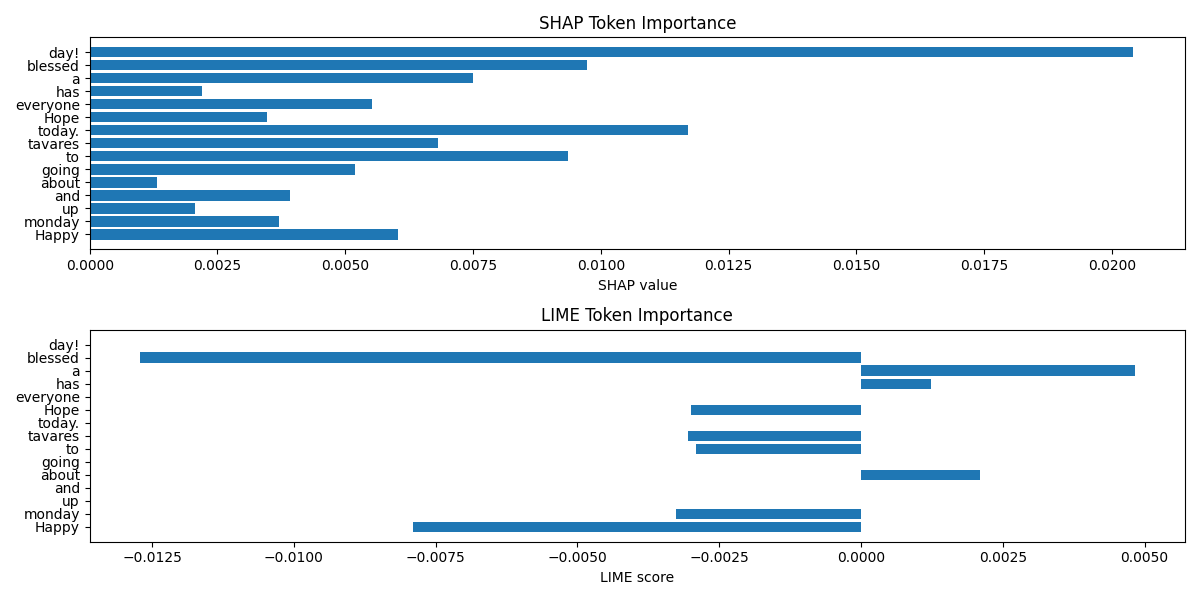 SHAP Token Importance
day!
blessed
a
has
everyone
Hope
today.
tavares
to
going
about
and
up
monday
Happy
0.0000 0.0025 0.0050 0.0075 0.0100 0.0125 0.0150 0.0175 0.0200
SHAP value
LIME Token Importance
day!
blessed
a
has
everyone
Hope
today.
tavares
to
going
about
and
up
monday
Happy
−0.0125 −0.0100 −0.0075 −0.0050 −0.0025 0.0000 0.0025 0.0050
LIME score